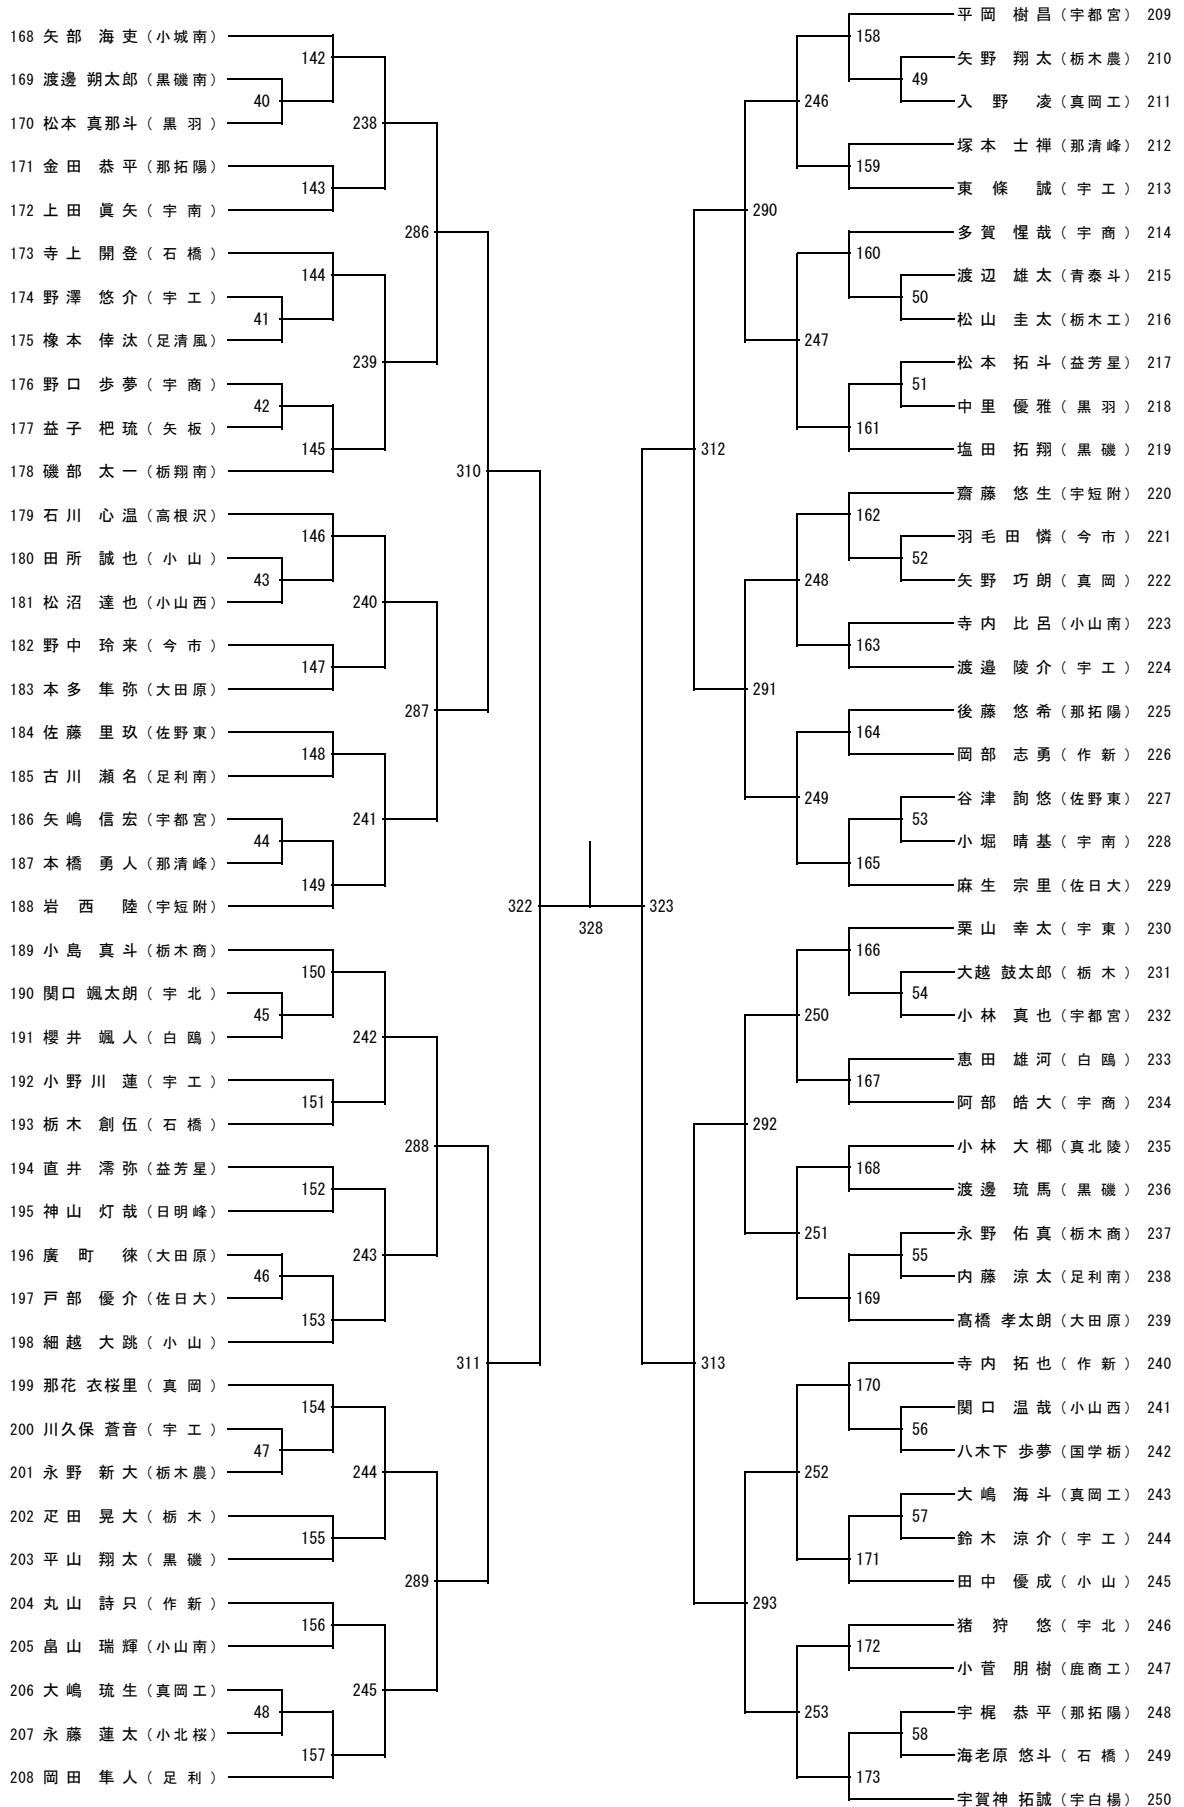 168 矢部 海吏 (小城南)
169 渡邊 朔太郎 (黒磯南)
170 松本 真那斗 (黒羽)
171 金田 恭平 (那拓陽)
172 上田 眞矢 (宇南)
173 寺上 開登 (石橋)
174 野澤 悠介 (宇工)
175 橡本 倖汰 (足清風)
176 野口 歩夢 (宇商)
177 益子 杷琉 (矢板)
178 磯部 太一 (栃翔南)
179 石川 心温 (高根沢)
180 田所 誠也 (小山)
181 松沼 達也 (小山西)
182 野中 玲来 (今市)
183 本多 隼弥 (大田原)
184 佐藤 里玖 (佐野東)
185 古川 瀬名 (足利南)
186 矢嶋 信宏 (宇都宮)
187 本橋 勇人 (那清峰)
188 岩西 陸 (宇短附)
189 小島 真斗 (栃木商)
190 関口 颯太朗 (宇北)
191 櫻井 颯人 (白鴎)
192 小野川 蓮 (宇工)
193 栃木 創伍 (石橋)
194 直井 澪弥 (益芳星)
195 神山 灯哉 (日明峰)
196 廣町 徠 (大田原)
197 戸部 優介 (佐日大)
198 細越 大跳 (小山)
199 那花 衣桜里 (真岡)
200 川久保 蒼音 (宇工)
201 永野 新大 (栃木農)
202 疋田 晃大 (栃木)
203 平山 翔太 (黒磯)
204 丸山 詩只 (作新)
205 畠山 瑞輝 (小山南)
206 大嶋 琉生 (真岡工)
207 永藤 蓮太 (小北桜)
208 岡田 隼人 (足利)
40
41
42
43
44
45
46
47
48
142
143
144
145
146
147
148
149
150
151
152
153
154
155
156
157
238
239
240
241
242
243
244
245
286
287
288
289
310
311
322
328
323
312
313
290
291
292
293
246
247
248
249
250
251
252
253
158
159
160
161
162
163
164
165
166
167
168
169
170
171
172
173
49
50
51
52
53
54
55
56
57
58
平岡 樹昌 (宇都宮) 209
矢野 翔太 (栃木農) 210
入野 凌 (真岡工) 211
塚本 士禅 (那清峰) 212
東條 誠 (宇工) 213
多賀 惺哉 (宇商) 214
渡辺 雄太 (青泰斗) 215
松山 圭太 (栃木工) 216
松本 拓斗 (益芳星) 217
中里 優雅 (黒羽) 218
塩田 拓翔 (黒磯) 219
齋藤 悠生 (宇短附) 220
羽毛田 憐 (今市) 221
矢野 巧朗 (真岡) 222
寺内 比呂 (小山南) 223
渡邉 陵介 (宇工) 224
後藤 悠希 (那拓陽) 225
岡部 志勇 (作新) 226
谷津 詢悠 (佐野東) 227
小堀 晴基 (宇南) 228
麻生 宗里 (佐日大) 229
栗山 幸太 (宇東) 230
大越 鼓太郎 (栃木) 231
小林 真也 (宇都宮) 232
恵田 雄河 (白鴎) 233
阿部 皓大 (宇商) 234
小林 大椰 (真北陵) 235
渡邊 琉馬 (黒磯) 236
永野 佑真 (栃木商) 237
内藤 涼太 (足利南) 238
髙橋 孝太朗 (大田原) 239
寺内 拓也 (作新) 240
関口 温哉 (小山西) 241
八木下 歩夢 (国学栃) 242
大嶋 海斗 (真岡工) 243
鈴木 涼介 (宇工) 244
田中 優成 (小山) 245
猪狩 悠 (宇北) 246
小菅 朋樹 (鹿商工) 247
宇梶 恭平 (那拓陽) 248
海老原 悠斗 (石橋) 249
宇賀神 拓誠 (宇白楊) 250